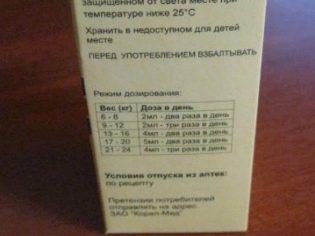 защищенном от света месте при
температуре ниже 25°С
Хранить в недоступном для детей
месте
ПЕРЕД УПОТРЕБЛЕНИЕМ ВЗБАЛТЫВАТЬ
Режим дозирования:
Вес (кг) Доза в день
6 - 8 2мл - два раза в день
9 - 12 2мл - три раза в день
13 - 16 4мл - два раза в день
17 - 20 5мл - два раза в день
21 - 24 4мл - три раза в день
Условия отпуска из аптек:
по рецепту
Претензии потребителей
отправлять на адрес
ЗАО "Корал-Мед"